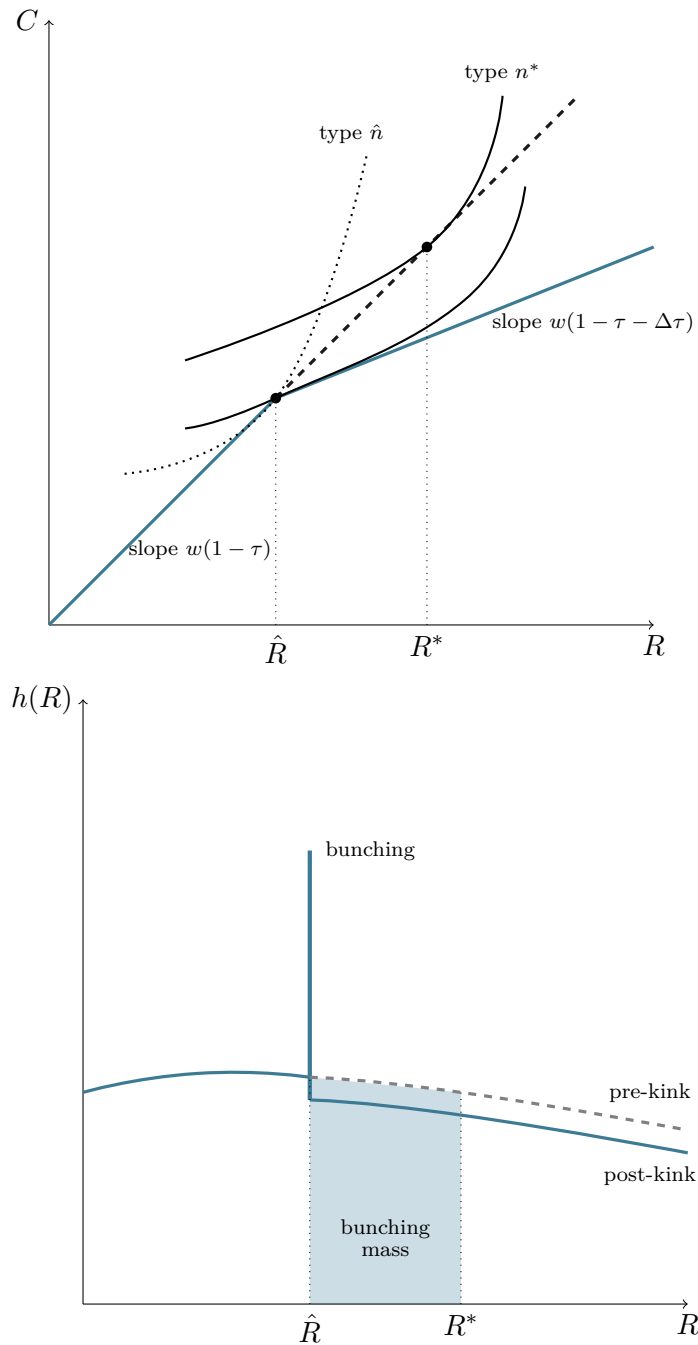 C
type n*
type n̂
slope w(1 − τ − Δτ)
slope w(1 − τ)
R̂
R*
R
h(R)
bunching
pre-kink
post-kink
bunching
mass
R̂
R*
R